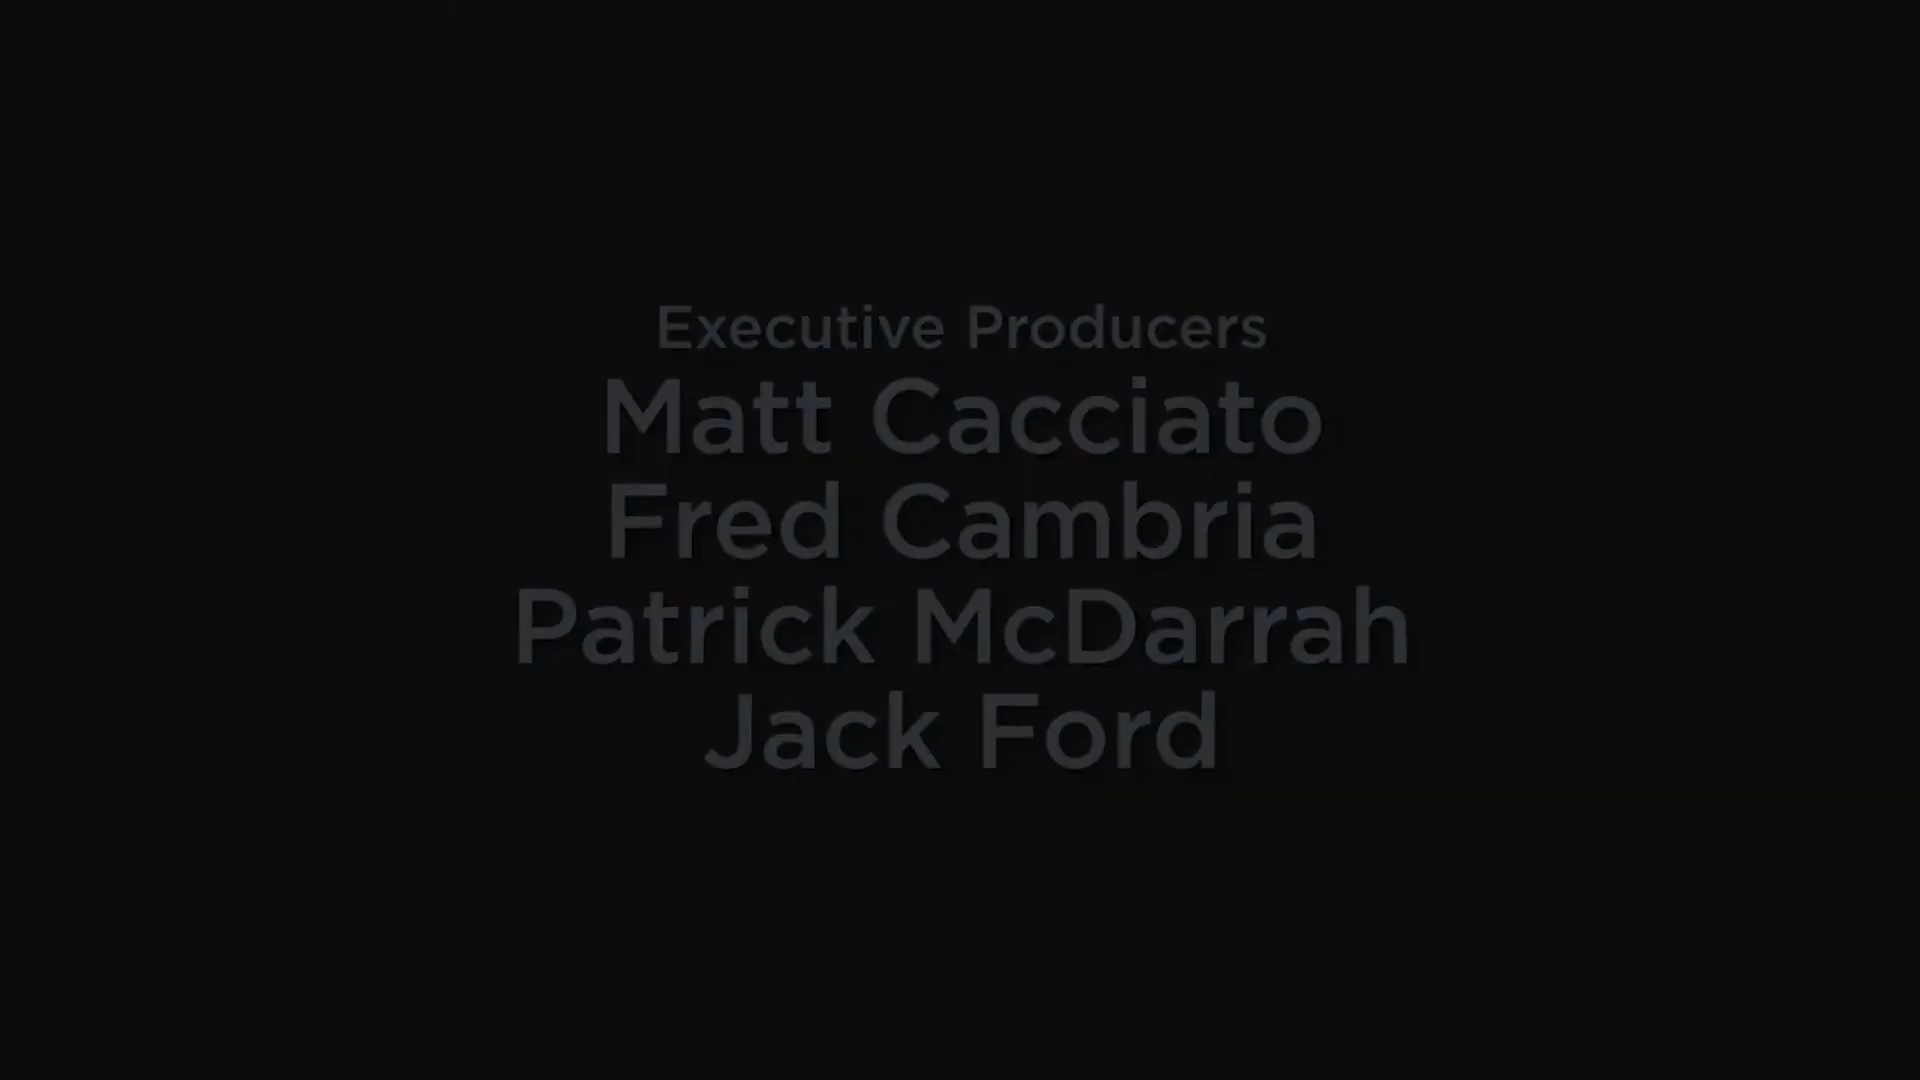 Executive Producers
Matt Cacciato
Fred Cambria
Patrick McDarrah
Jack Ford